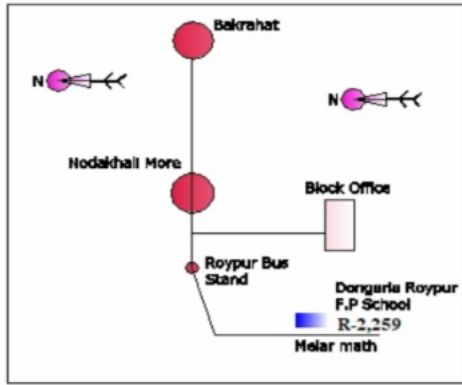 Bakrahat
N
N
Nodakhali More
Block Office
Roypur Bus
Stand
Dongaria Roypur
F.P School
R-2,259
Melar math